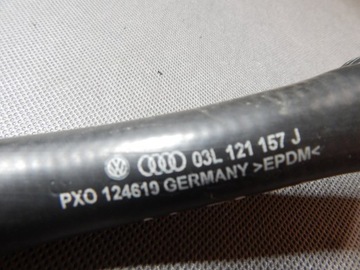 03L 121 157 J
PXO 124619 GERMANY >EPDM<